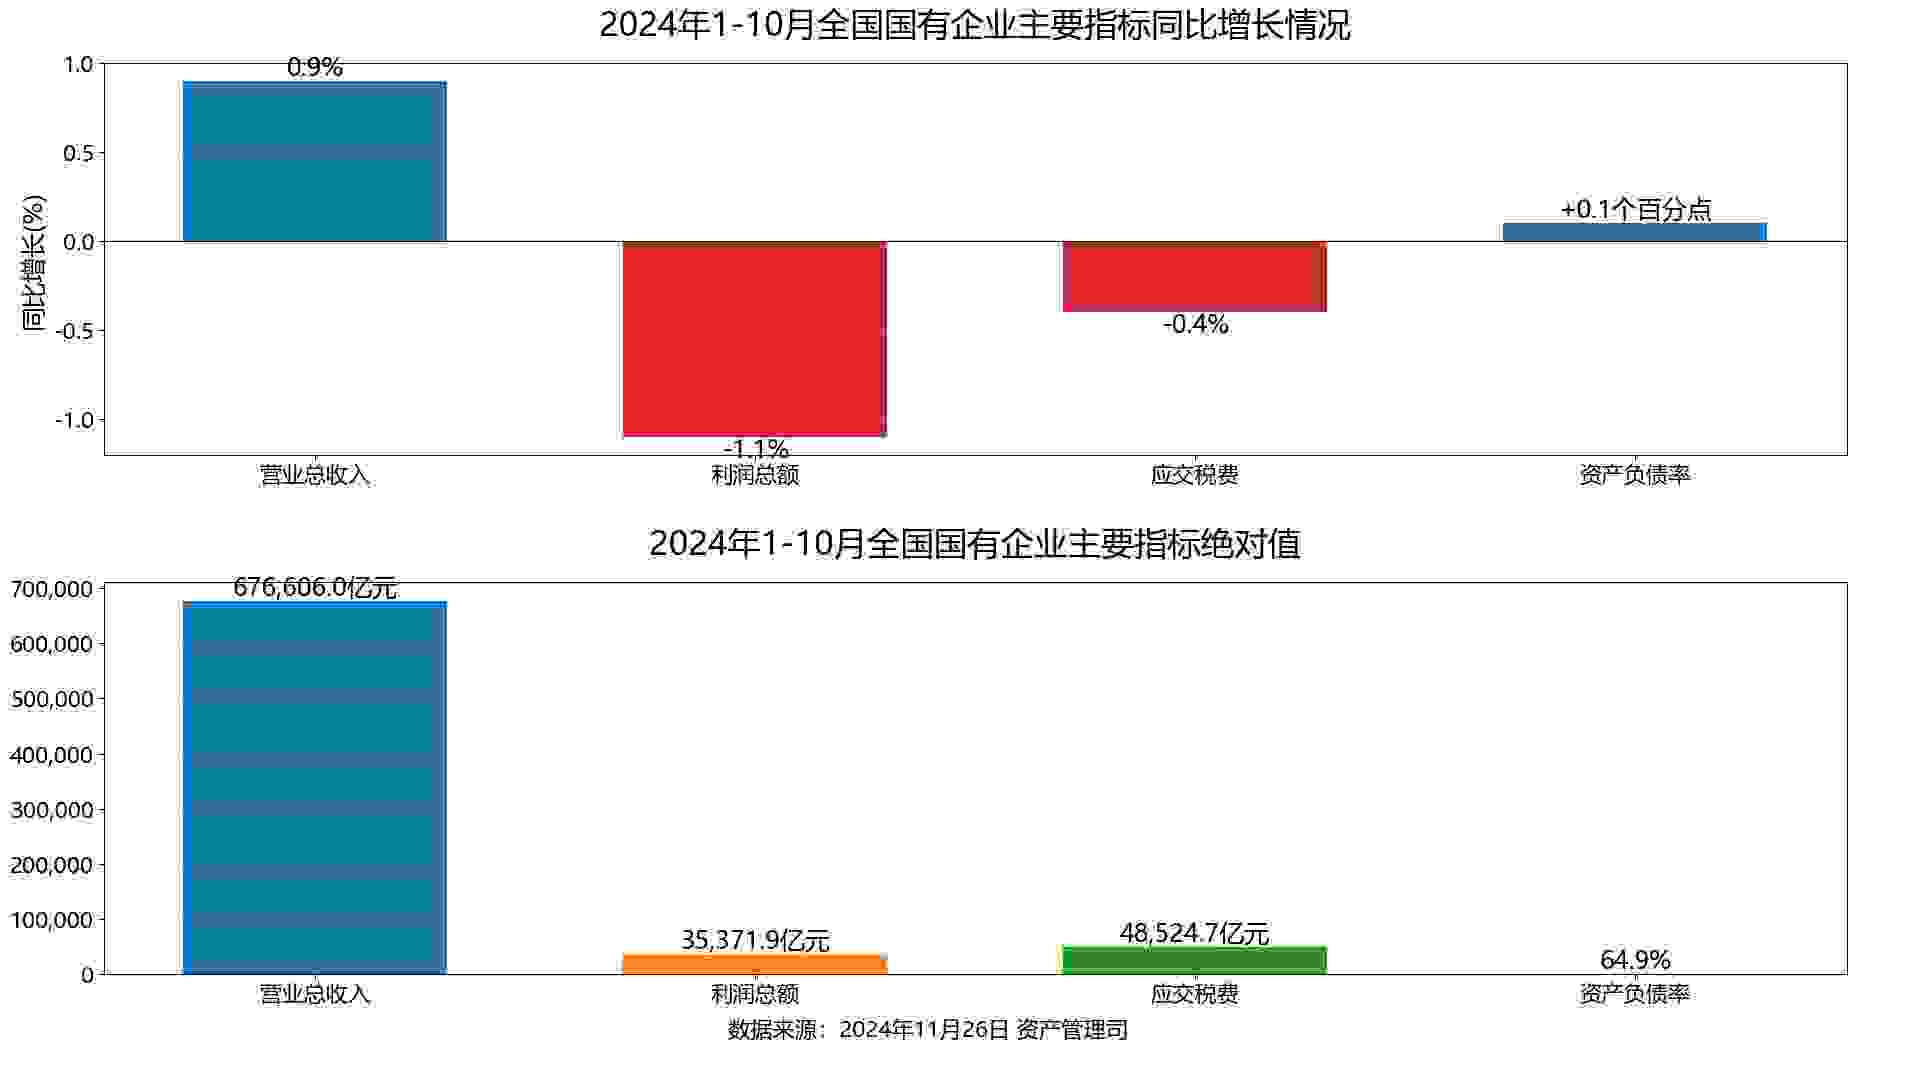 2024年1-10月全国国有企业主要指标同比增长情况
同比增长(%)
1.0
0.5
0.0
-0.5
-1.0
0.9%
-1.1%
-0.4%
+0.1个百分点
营业总收入 利润总额 应交税费 资产负债率
2024年1-10月全国国有企业主要指标绝对值
700,000
600,000
500,000
400,000
300,000
200,000
100,000
0
676,606.0亿元
35,371.9亿元
48,524.7亿元
64.9%
营业总收入 利润总额 应交税费 资产负债率
数据来源：2024年11月26日 资产管理司